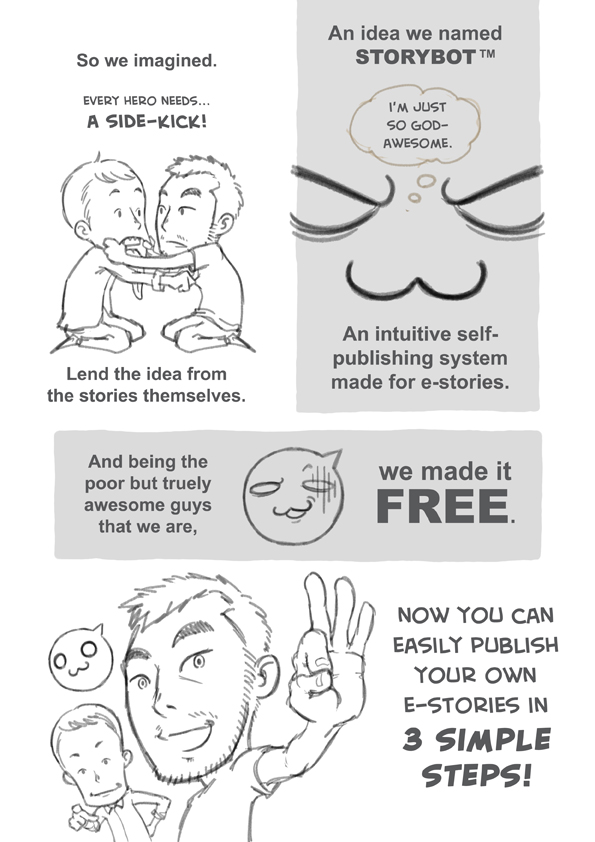 So we imagined.
EVERY HERO NEEDS...
A SIDE-KICK!
Lend the idea from
the stories themselves.
An idea we named
STORYBOT™
I'M JUST
SO GOD-
AWESOME.
An intuitive self-
publishing system
made for e-stories.
And being the
poor but truely
awesome guys
that we are,
we made it
FREE.
NOW YOU CAN
EASILY PUBLISH
YOUR OWN
E-STORIES IN
3 SIMPLE
STEPS!